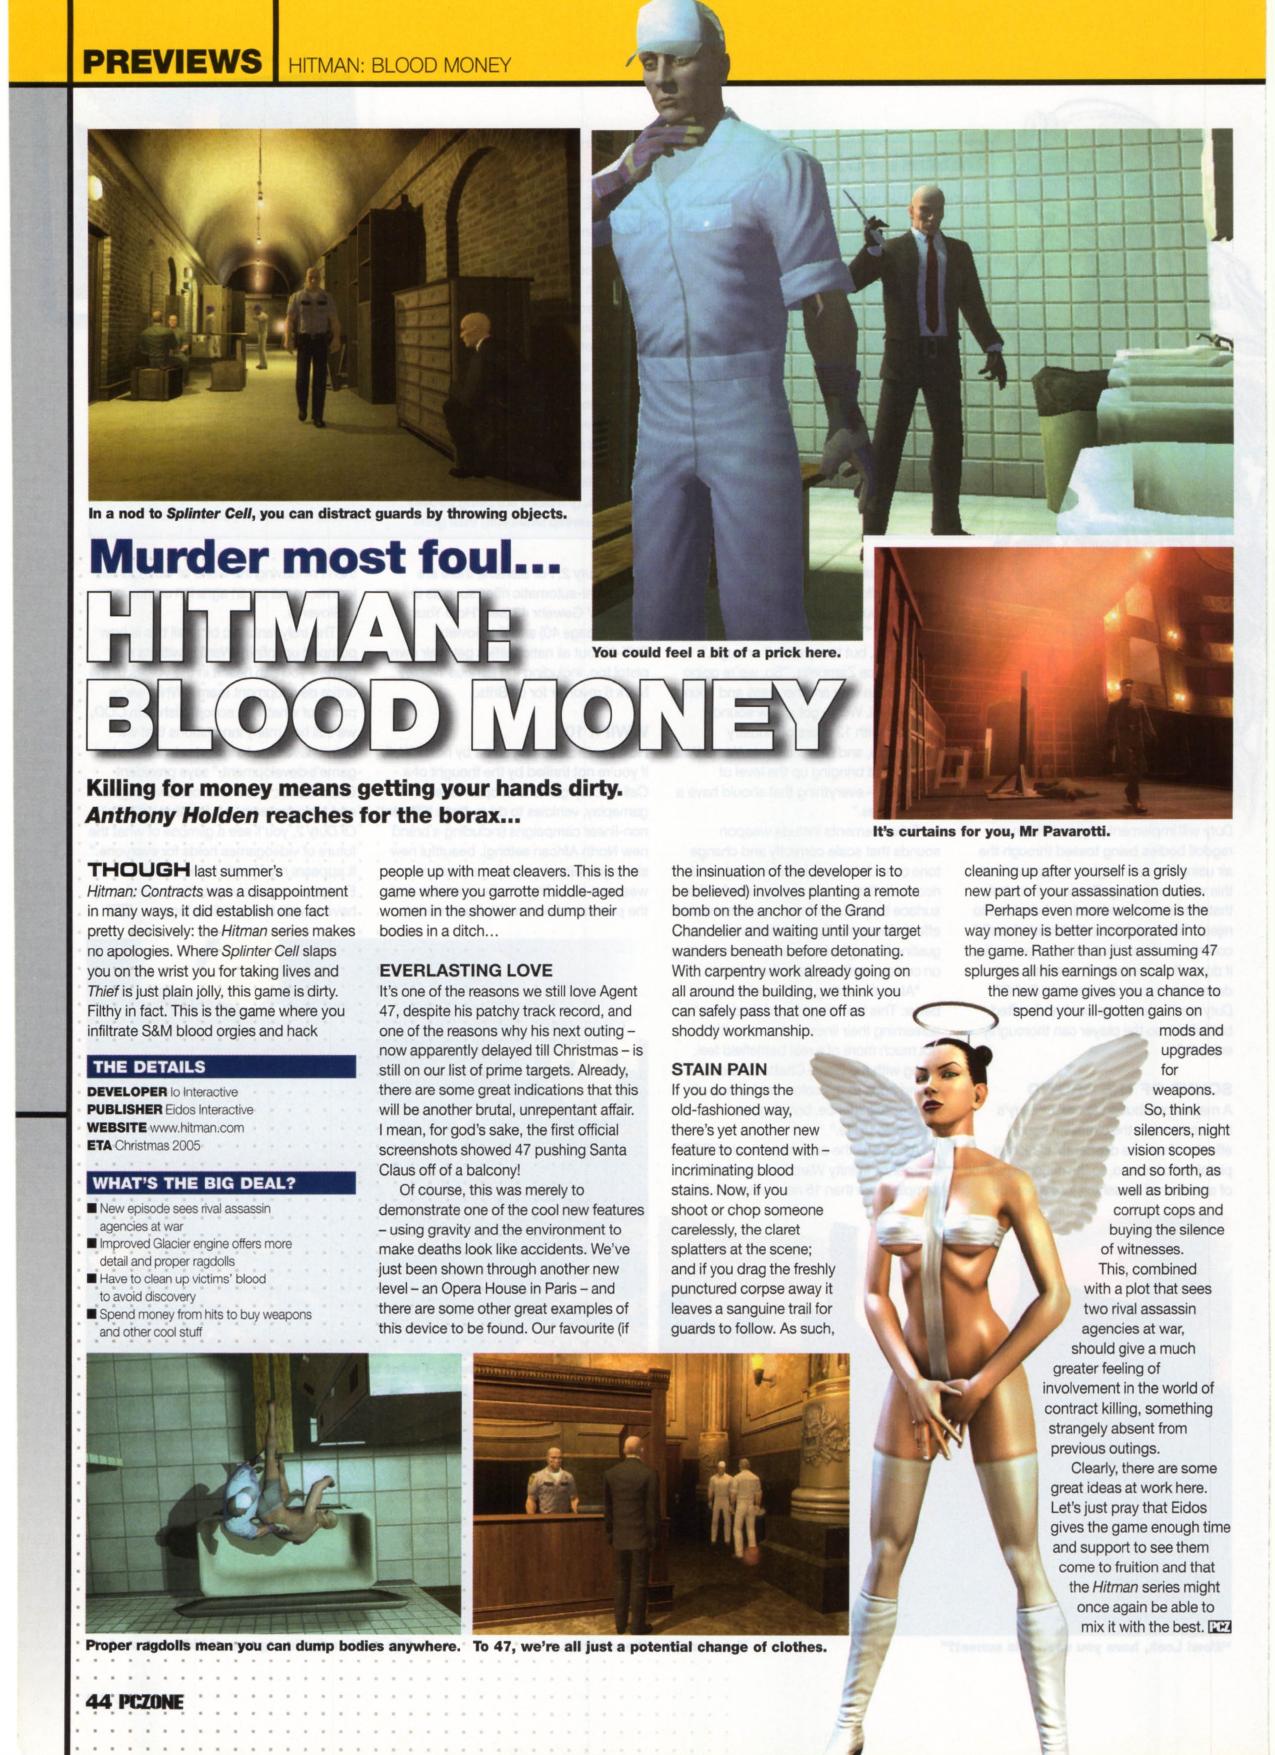 PREVIEWS
HITMAN: BLOOD MONEY
In a nod to Splinter Cell, you can distract guards by throwing objects.
You could feel a bit of a prick here.
It's curtains for you, Mr Pavarotti.
Murder most foul...
HITMAN:
BLOOD MONEY
Killing for money means getting your hands dirty.
Anthony Holden reaches for the borax...
THOUGH last summer's
Hitman: Contracts was a disappointment
in many ways, it did establish one fact
pretty decisively: the Hitman series makes
no apologies. Where Splinter Cell slaps
you on the wrist you for taking lives and
Thief is just plain jolly, this game is dirty.
Filthy in fact. This is the game where you
infiltrate S&M blood orgies and hack
THE DETAILS
DEVELOPER Io Interactive
PUBLISHER Eidos Interactive
WEBSITE www.hitman.com
ETA Christmas 2005
WHAT'S THE BIG DEAL?
■ New episode sees rival assassin
agencies at war
■ Improved Glacier engine offers more
detail and proper ragdolls
■ Have to clean up victims' blood
to avoid discovery
■ Spend money from hits to buy weapons
and other cool stuff
people up with meat cleavers. This is the
game where you garrotte middle-aged
women in the shower and dump their
bodies in a ditch...
EVERLASTING LOVE
It's one of the reasons we still love Agent
47, despite his patchy track record, and
one of the reasons why his next outing –
now apparently delayed till Christmas – is
still on our list of prime targets. Already,
there are some great indications that this
will be another brutal, unrepentant affair.
I mean, for god's sake, the first official
screenshots showed 47 pushing Santa
Claus off of a balcony!
Of course, this was merely to
demonstrate one of the cool new features
– using gravity and the environment to
make deaths look like accidents. We've
just been shown through another new
level – an Opera House in Paris – and
there are some other great examples of
this device to be found. Our favourite (if
the insinuation of the developer is to
be believed) involves planting a remote
bomb on the anchor of the Grand
Chandelier and waiting until your target
wanders beneath before detonating.
With carpentry work already going on
all around the building, we think you
can safely pass that one off as
shoddy workmanship.
STAIN PAIN
If you do things the
old-fashioned way,
there's yet another new
feature to contend with –
incriminating blood
stains. Now, if you
shoot or chop someone
carelessly, the claret
splatters at the scene;
and if you drag the freshly
punctured corpse away it
leaves a sanguine trail for
guards to follow. As such,
cleaning up after yourself is a grisly
new part of your assassination duties.
Perhaps even more welcome is the
way money is better incorporated into
the game. Rather than just assuming 47
splurges all his earnings on scalp wax,
the new game gives you a chance to
spend your ill-gotten gains on
mods and
upgrades
for
weapons.
So, think
silencers, night
vision scopes
and so forth, as
well as bribing
corrupt cops and
buying the silence
of witnesses.
This, combined
with a plot that sees
two rival assassin
agencies at war,
should give a much
greater feeling of
involvement in the world of
contract killing, something
strangely absent from
previous outings.
Clearly, there are some
great ideas at work here.
Let's just pray that Eidos
gives the game enough time
and support to see them
come to fruition and that
the Hitman series might
once again be able to
mix it with the best. PCZ
Proper ragdolls mean you can dump bodies anywhere.
To 47, we're all just a potential change of clothes.
44 PCZONE